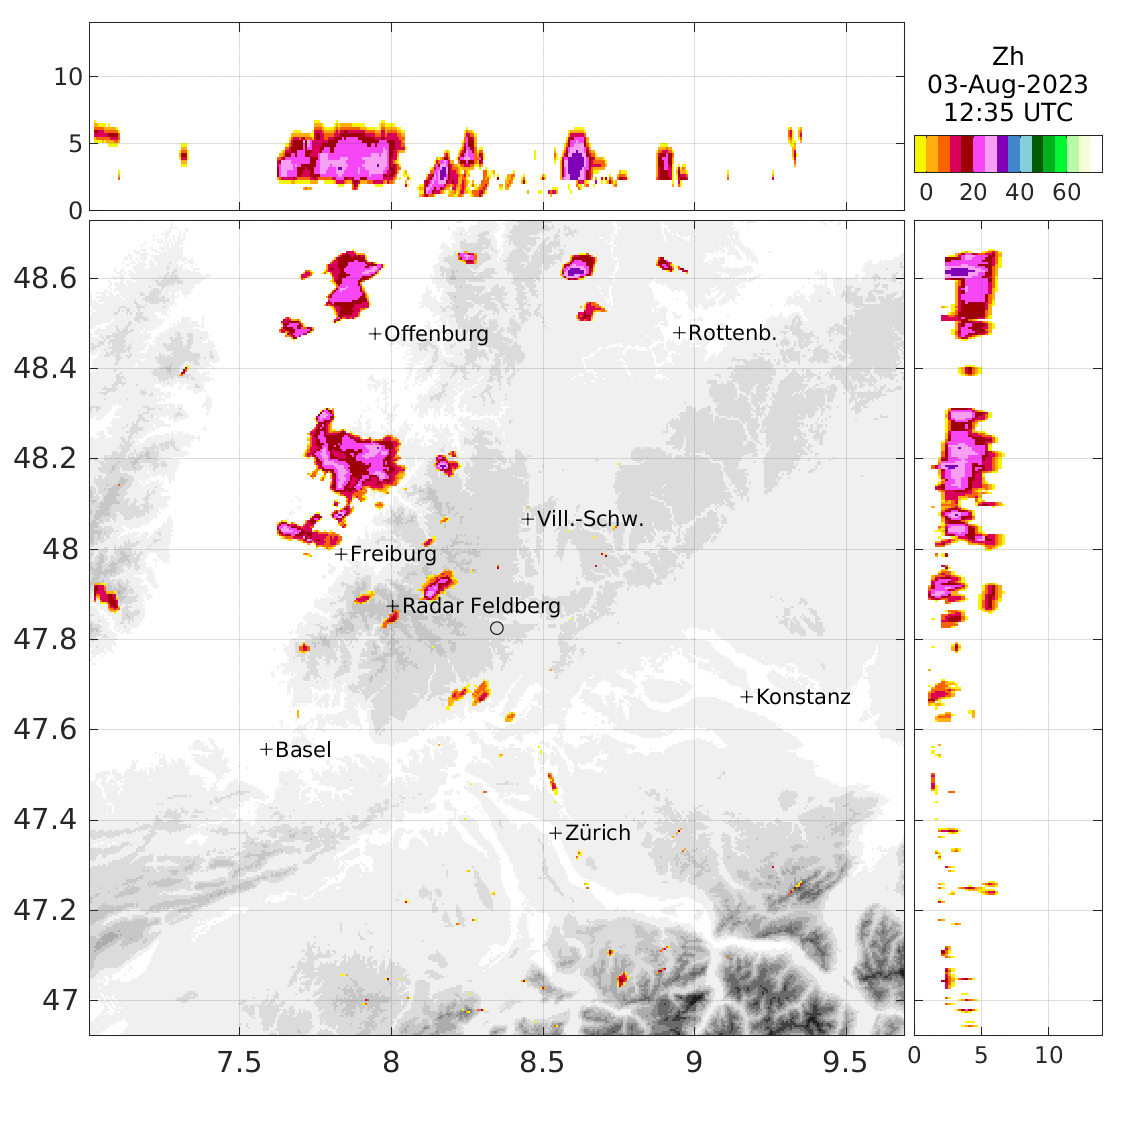 10
5
0
Zh
03-Aug-2023
12:35 UTC
0 20 40 60
48.6
48.4
48.2
48
47.8
47.6
47.4
47.2
47
+Offenburg
+Rottenb.
+Vill.-Schw.
+Freiburg
+Radar Feldberg
+Konstanz
+Basel
+Zürich
7.5 8 8.5 9 9.5
0 5 10